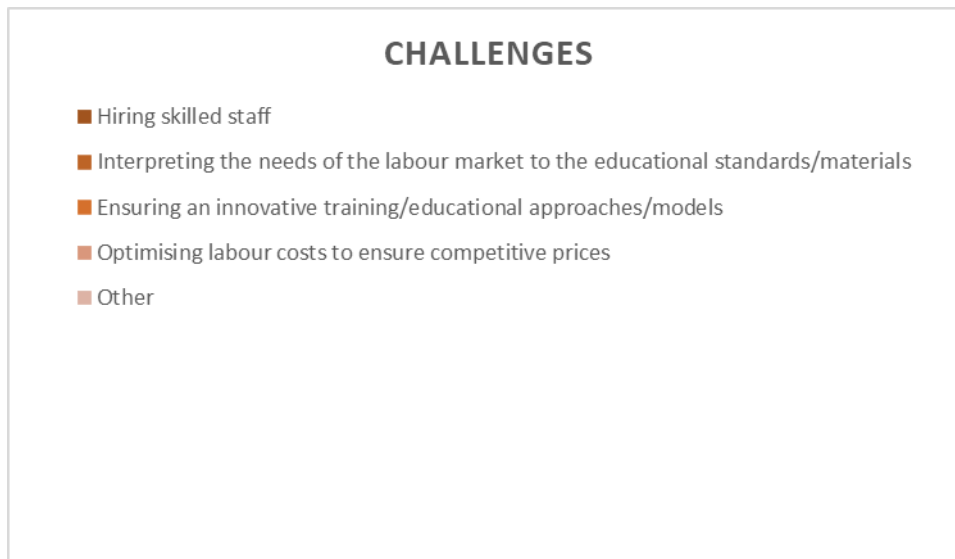 CHALLENGES
Hiring skilled staff
Interpreting the needs of the labour market to the educational standards/materials
Ensuring an innovative training/educational approaches/models
Optimising labour costs to ensure competitive prices
Other